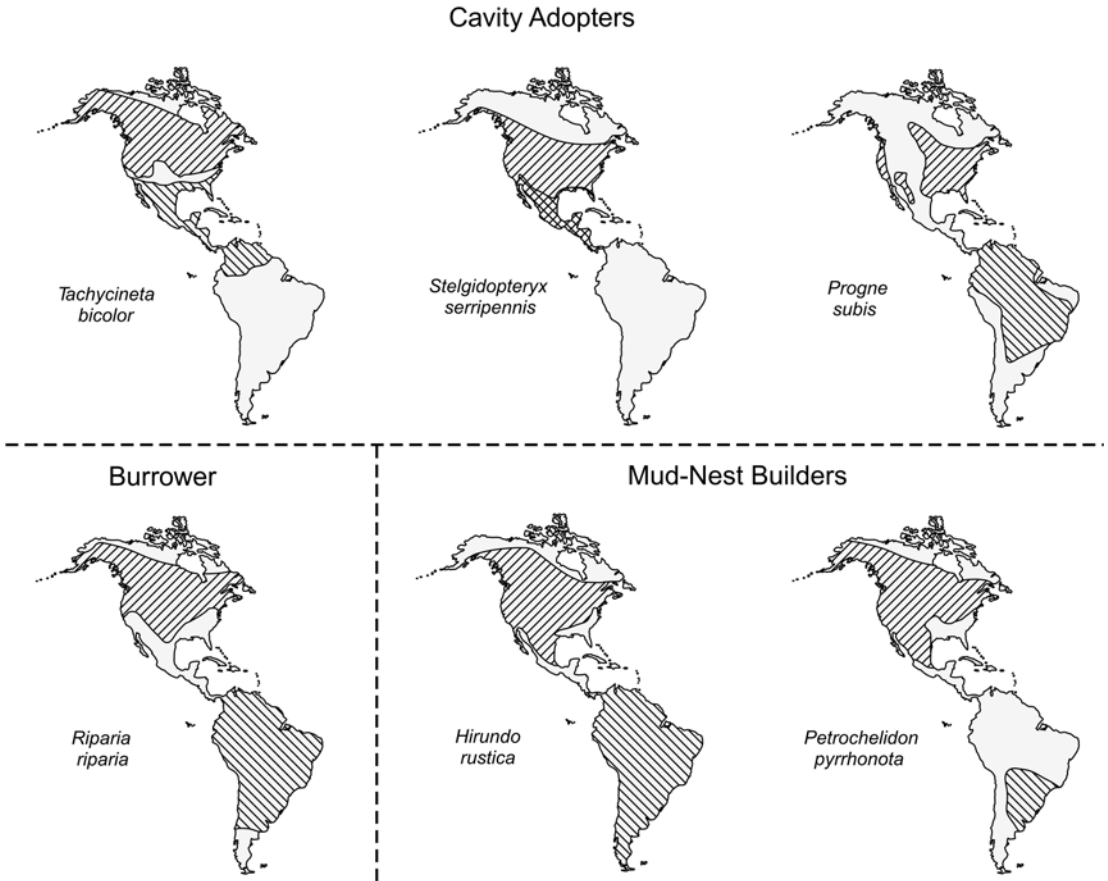 Cavity Adopters
Tachycineta
bicolor
Stelgidopteryx
serripennis
Progne
subis
Burrower
Mud-Nest Builders
Riparia
riparia
Hirundo
rustica
Petrochelidon
pyrrhonota